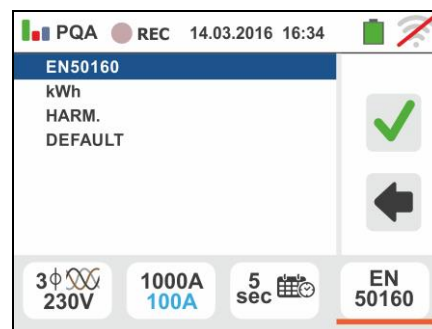 PQA REC 14.03.2016 16:34
EN50160
kWh
HARM.
DEFAULT
3ϕ 1000A 5 sec EN
230V 100A 50160